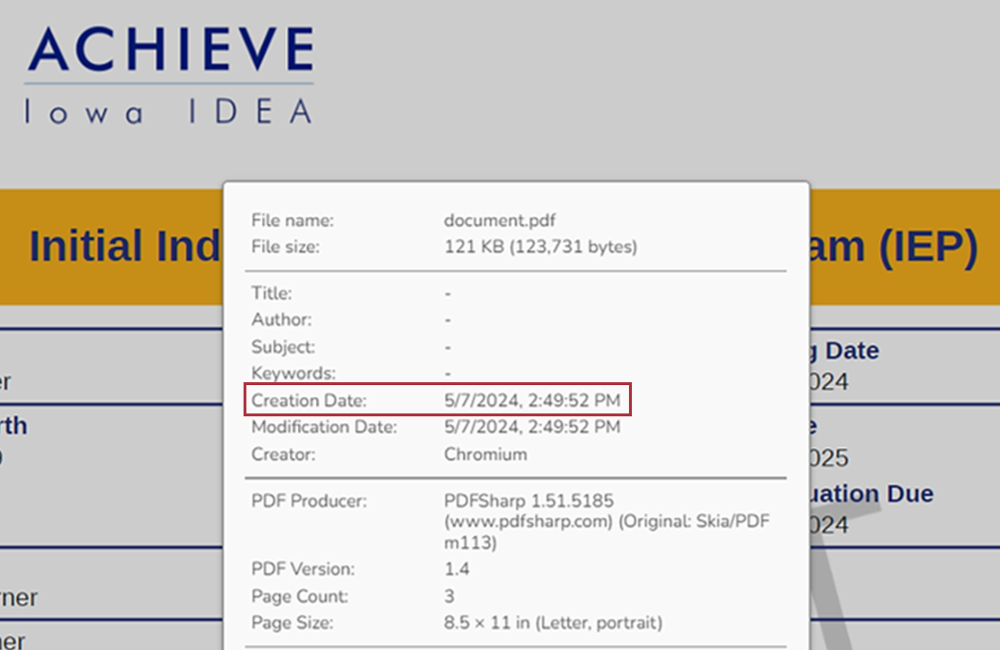 ACHIEVE
Iowa IDEA
Initial Ind
am (IEP)
File name: document.pdf
File size: 121 KB (123,731 bytes)
Title: -
Author: -
Subject: -
Keywords: -
Creation Date: 5/7/2024, 2:49:52 PM
Modification Date: 5/7/2024, 2:49:52 PM
Creator: Chromium
PDF Producer: PDFSharp 1.51.5185
(www.pdfsharp.com) (Original: Skia/PDF
m113)
PDF Version: 1.4
Page Count: 3
Page Size: 8.5 × 11 in (Letter, portrait)
er
rth
rner
ner
g Date
024
e
025
uation Due
024